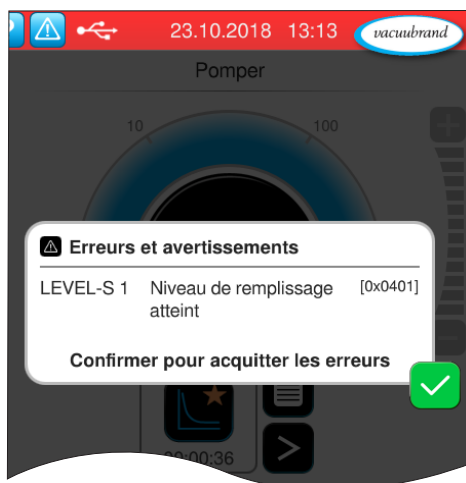 23.10.2018 13:13 vacuubrand
Pomper
10 100
Erreurs et avertissements
LEVEL-S 1 Niveau de remplissage [0x0401]
atteint
Confirmer pour acquitter les erreurs
00:00:36